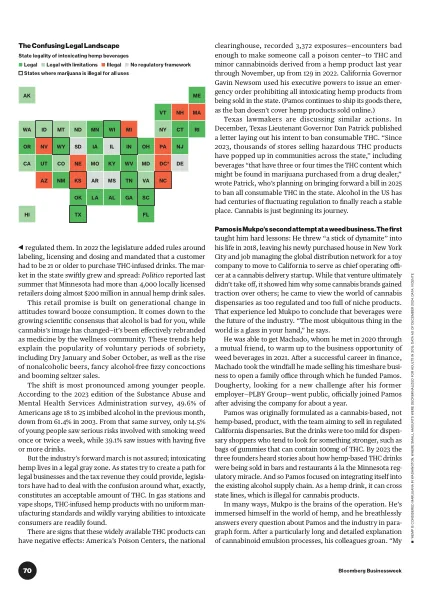 The Confusing Legal Landscape
State legality of intoxicating hemp beverages
Legal Legal with limitations Illegal No regulatory framework
States where marijuana is illegal for all uses
AK ME
VT NH MA
WA ID MT ND MN WI MI NY CT RI
OR NV WY SD IA IL IN OH PA NJ
CA UT CO NE MO KY WV MD DC* DE
AZ NM KS AR MS TN VA NC
OK LA AL GA SC
HI TX FL
regulated them. In 2022 the legislature added rules around
labeling, licensing and dosing and mandated that a customer
had to be 21 or older to purchase THC-infused drinks. The mar-
ket in the state swiftly grew and spread: Politico reported last
summer that Minnesota had more than 4,000 locally licensed
retailers doing almost $200 million in annual hemp drink sales.
This retail promise is built on generational change in
attitudes toward booze consumption. It comes down to the
growing scientific consensus that alcohol is bad for you, while
cannabis's image has changed—it's been effectively rebranded
as medicine by the wellness community. These trends help
explain the popularity of voluntary periods of sobriety,
including Dry January and Sober October, as well as the rise
of nonalcoholic beers, fancy alcohol-free fizzy concoctions
and booming seltzer sales.
The shift is most pronounced among younger people.
According to the 2023 edition of the Substance Abuse and
Mental Health Services Administration survey, 49.6% of
Americans age 18 to 25 imbibed alcohol in the previous month,
down from 61.4% in 2003. From the same survey, only 14.5%
of young people saw serious risks involved with smoking weed
once or twice a week, while 39.1% saw issues with having five
or more drinks.
But the industry's forward march is not assured; intoxicating
hemp lives in a legal gray zone. As states try to create a path for
legal businesses and the tax revenue they could provide, legisla-
tors have had to deal with the confusion around what, exactly,
constitutes an acceptable amount of THC. In gas stations and
vape shops, THC-infused hemp products with no uniform man-
ufacturing standards and wildly varying abilities to intoxicate
consumers are readily found.
There are signs that these widely available THC products can
have negative effects: America's Poison Centers, the national
clearinghouse, recorded 3,372 exposures—encounters bad
enough to make someone call a poison center—to THC and
minor cannabinoids derived from a hemp product last year
through November, up from 129 in 2022. California Governor
Gavin Newsom used his executive powers to issue an emer-
gency order prohibiting all intoxicating hemp products from
being sold in the state. (Pamos continues to ship its goods there,
as the ban doesn't cover hemp products sold online.)
Texas lawmakers are discussing similar actions. In
December, Texas Lieutenant Governor Dan Patrick published
a letter laying out his intent to ban consumable THC. "Since
2023, thousands of stores selling hazardous THC products
have popped up in communities across the state," including
beverages "that have three or four times the THC content which
might be found in marijuana purchased from a drug dealer,"
wrote Patrick, who's planning on bringing forward a bill in 2025
to ban all consumable THC in the state. Alcohol in the US has
had centuries of fluctuating regulation to finally reach a stable
place. Cannabis is just beginning its journey.
Pamos is Mukpo's second attempt at a weed business. The first
taught him hard lessons: He threw "a stick of dynamite" into
his life in 2018, leaving his newly purchased house in New York
City and job managing the global distribution network for a toy
company to move to California to serve as chief operating offi-
cer at a cannabis delivery startup. While that venture ultimately
didn't take off, it showed him why some cannabis brands gained
traction over others; he came to view the world of cannabis
dispensaries as too regulated and too full of niche products.
That experience led Mukpo to conclude that beverages were
the future of the industry. "The most ubiquitous thing in the
world is a glass in your hand," he says.
He was able to get Machado, whom he met in 2020 through
a mutual friend, to warm up to the business opportunity of
weed beverages in 2021. After a successful career in finance,
Machado took the windfall he made selling his timeshare busi-
ness to open a family office through which he funded Pamos.
Dougherty, looking for a new challenge after his former
employer—PLBY Group—went public, officially joined Pamos
after advising the company for about a year.
Pamos was originally formulated as a cannabis-based, not
hemp-based, product, with the team aiming to sell in regulated
California dispensaries. But the drinks were too mild for dispen-
sary shoppers who tend to look for something stronger, such as
bags of gummies that can contain 100mg of THC. By 2023 the
three founders heard stories about how hemp-based THC drinks
were being sold in bars and restaurants à la the Minnesota reg-
ulatory miracle. And so Pamos focused on integrating itself into
the existing alcohol supply chain. As a hemp drink, it can cross
state lines, which is illegal for cannabis products.
In many ways, Mukpo is the brains of the operation. He's
immersed himself in the world of hemp, and he breathlessly
answers every question about Pamos and the industry in para-
graph form. After a particularly long and detailed explanation
of cannabinoid emulsion processes, his colleagues groan. "My
70
Bloomberg Businessweek